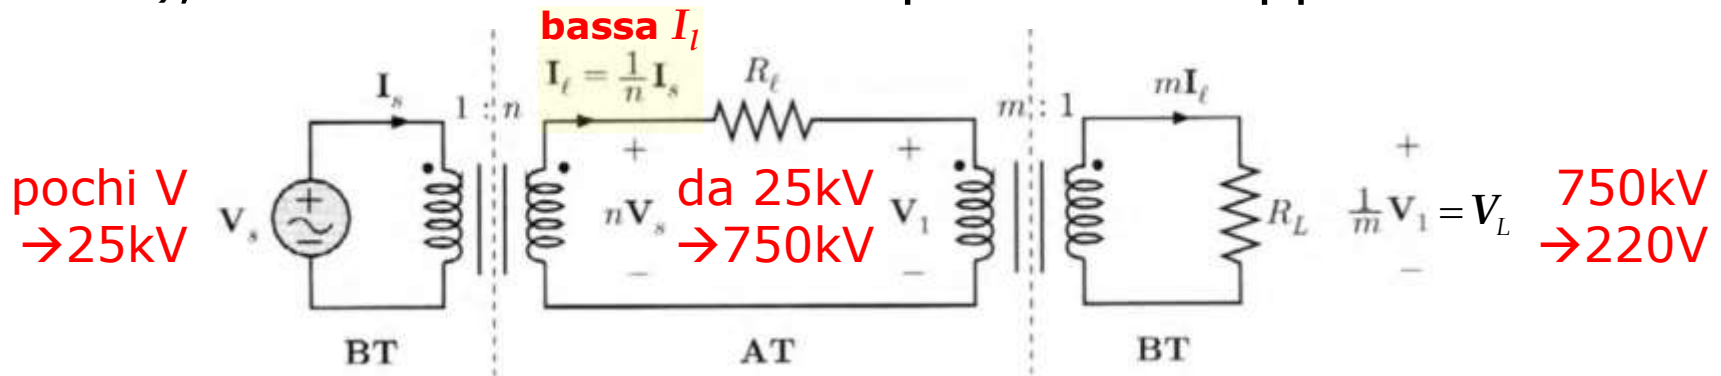 bassa I_l
I_ℓ = 1/n I_s
I_s
1 : n
R_ℓ
m : 1
mI_ℓ
pochi V
→25kV
V_s
+
−
+
nV_s
−
da 25kV
→750kV
+
V_1
−
R_L
+
1/m V_1 = V_L
−
750kV
→220V
BT
AT
BT